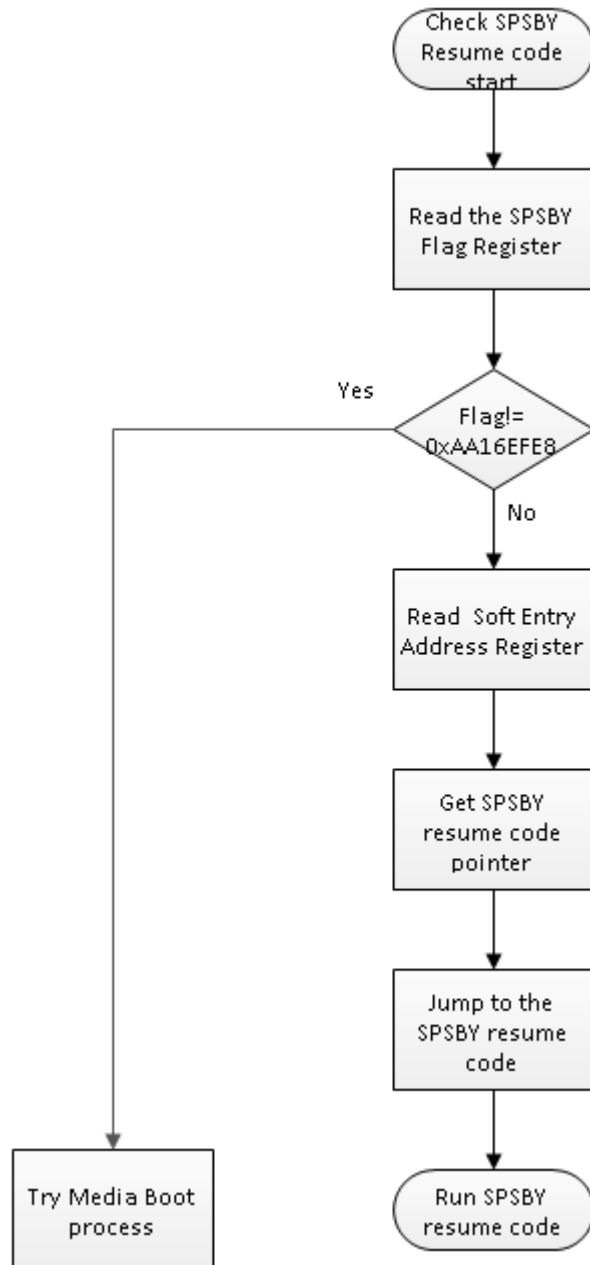 Check SPSBY
Resume code
start
Read the SPSBY
Flag Register
Yes
Flag!=
0xAA16EFE8
No
Read  Soft Entry
Address Register
Get SPSBY
resume code
pointer
Jump to the
SPSBY resume
code
Try Media Boot
process
Run SPSBY
resume code